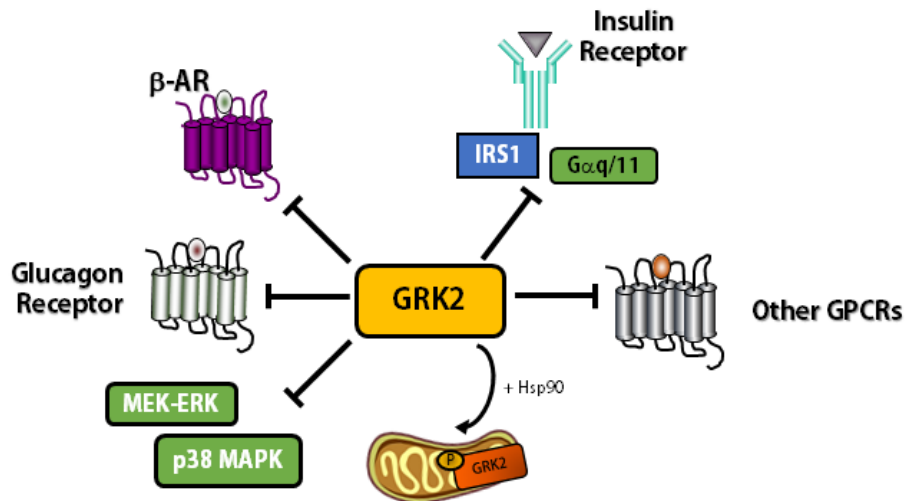 Insulin
Receptor
β-AR
IRS1
Gαq/11
Glucagon
Receptor
GRK2
Other GPCRs
+ Hsp90
MEK-ERK
p38 MAPK
P
GRK2